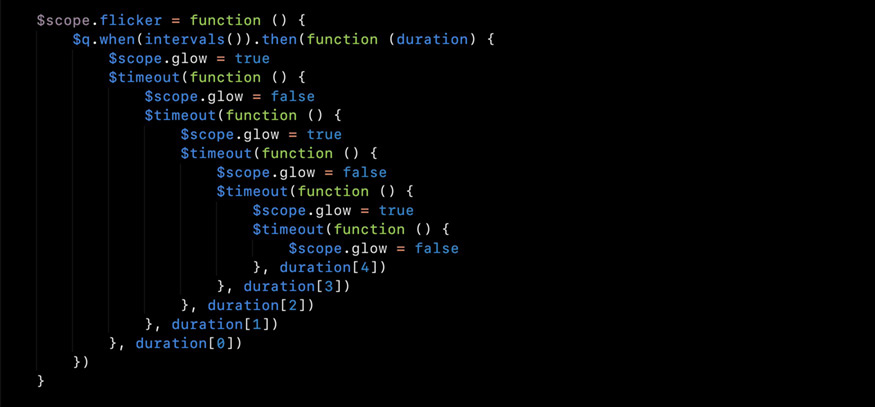 $scope.flicker = function () {
$q.when(intervals()).then(function (duration) {
$scope.glow = true
$timeout(function () {
$scope.glow = false
$timeout(function () {
$scope.glow = true
$timeout(function () {
$scope.glow = false
$timeout(function () {
$scope.glow = true
$timeout(function () {
$scope.glow = false
}, duration[4])
}, duration[3])
}, duration[2])
}, duration[1])
}, duration[0])
})
}